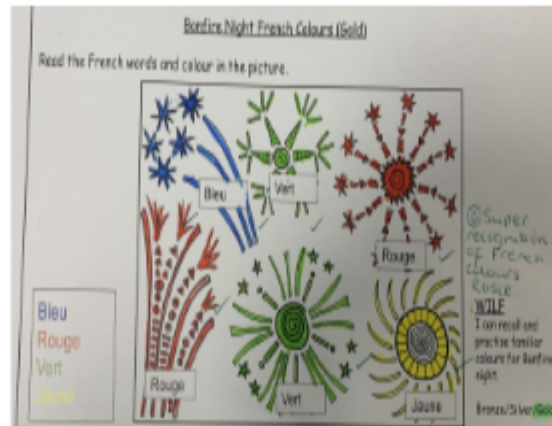 Bonfire Night French Colours (Gold)
Read the French words and colour in the picture.
Bleu
Vert
Rouge
Rouge
Vert
Jaune
Bleu
Rouge
Vert
Jaune
Super
recognition
of French
colours
WILF
I can recall and
practise familiar
colours for Bonfire
night.
Bronze/Silver/Gold